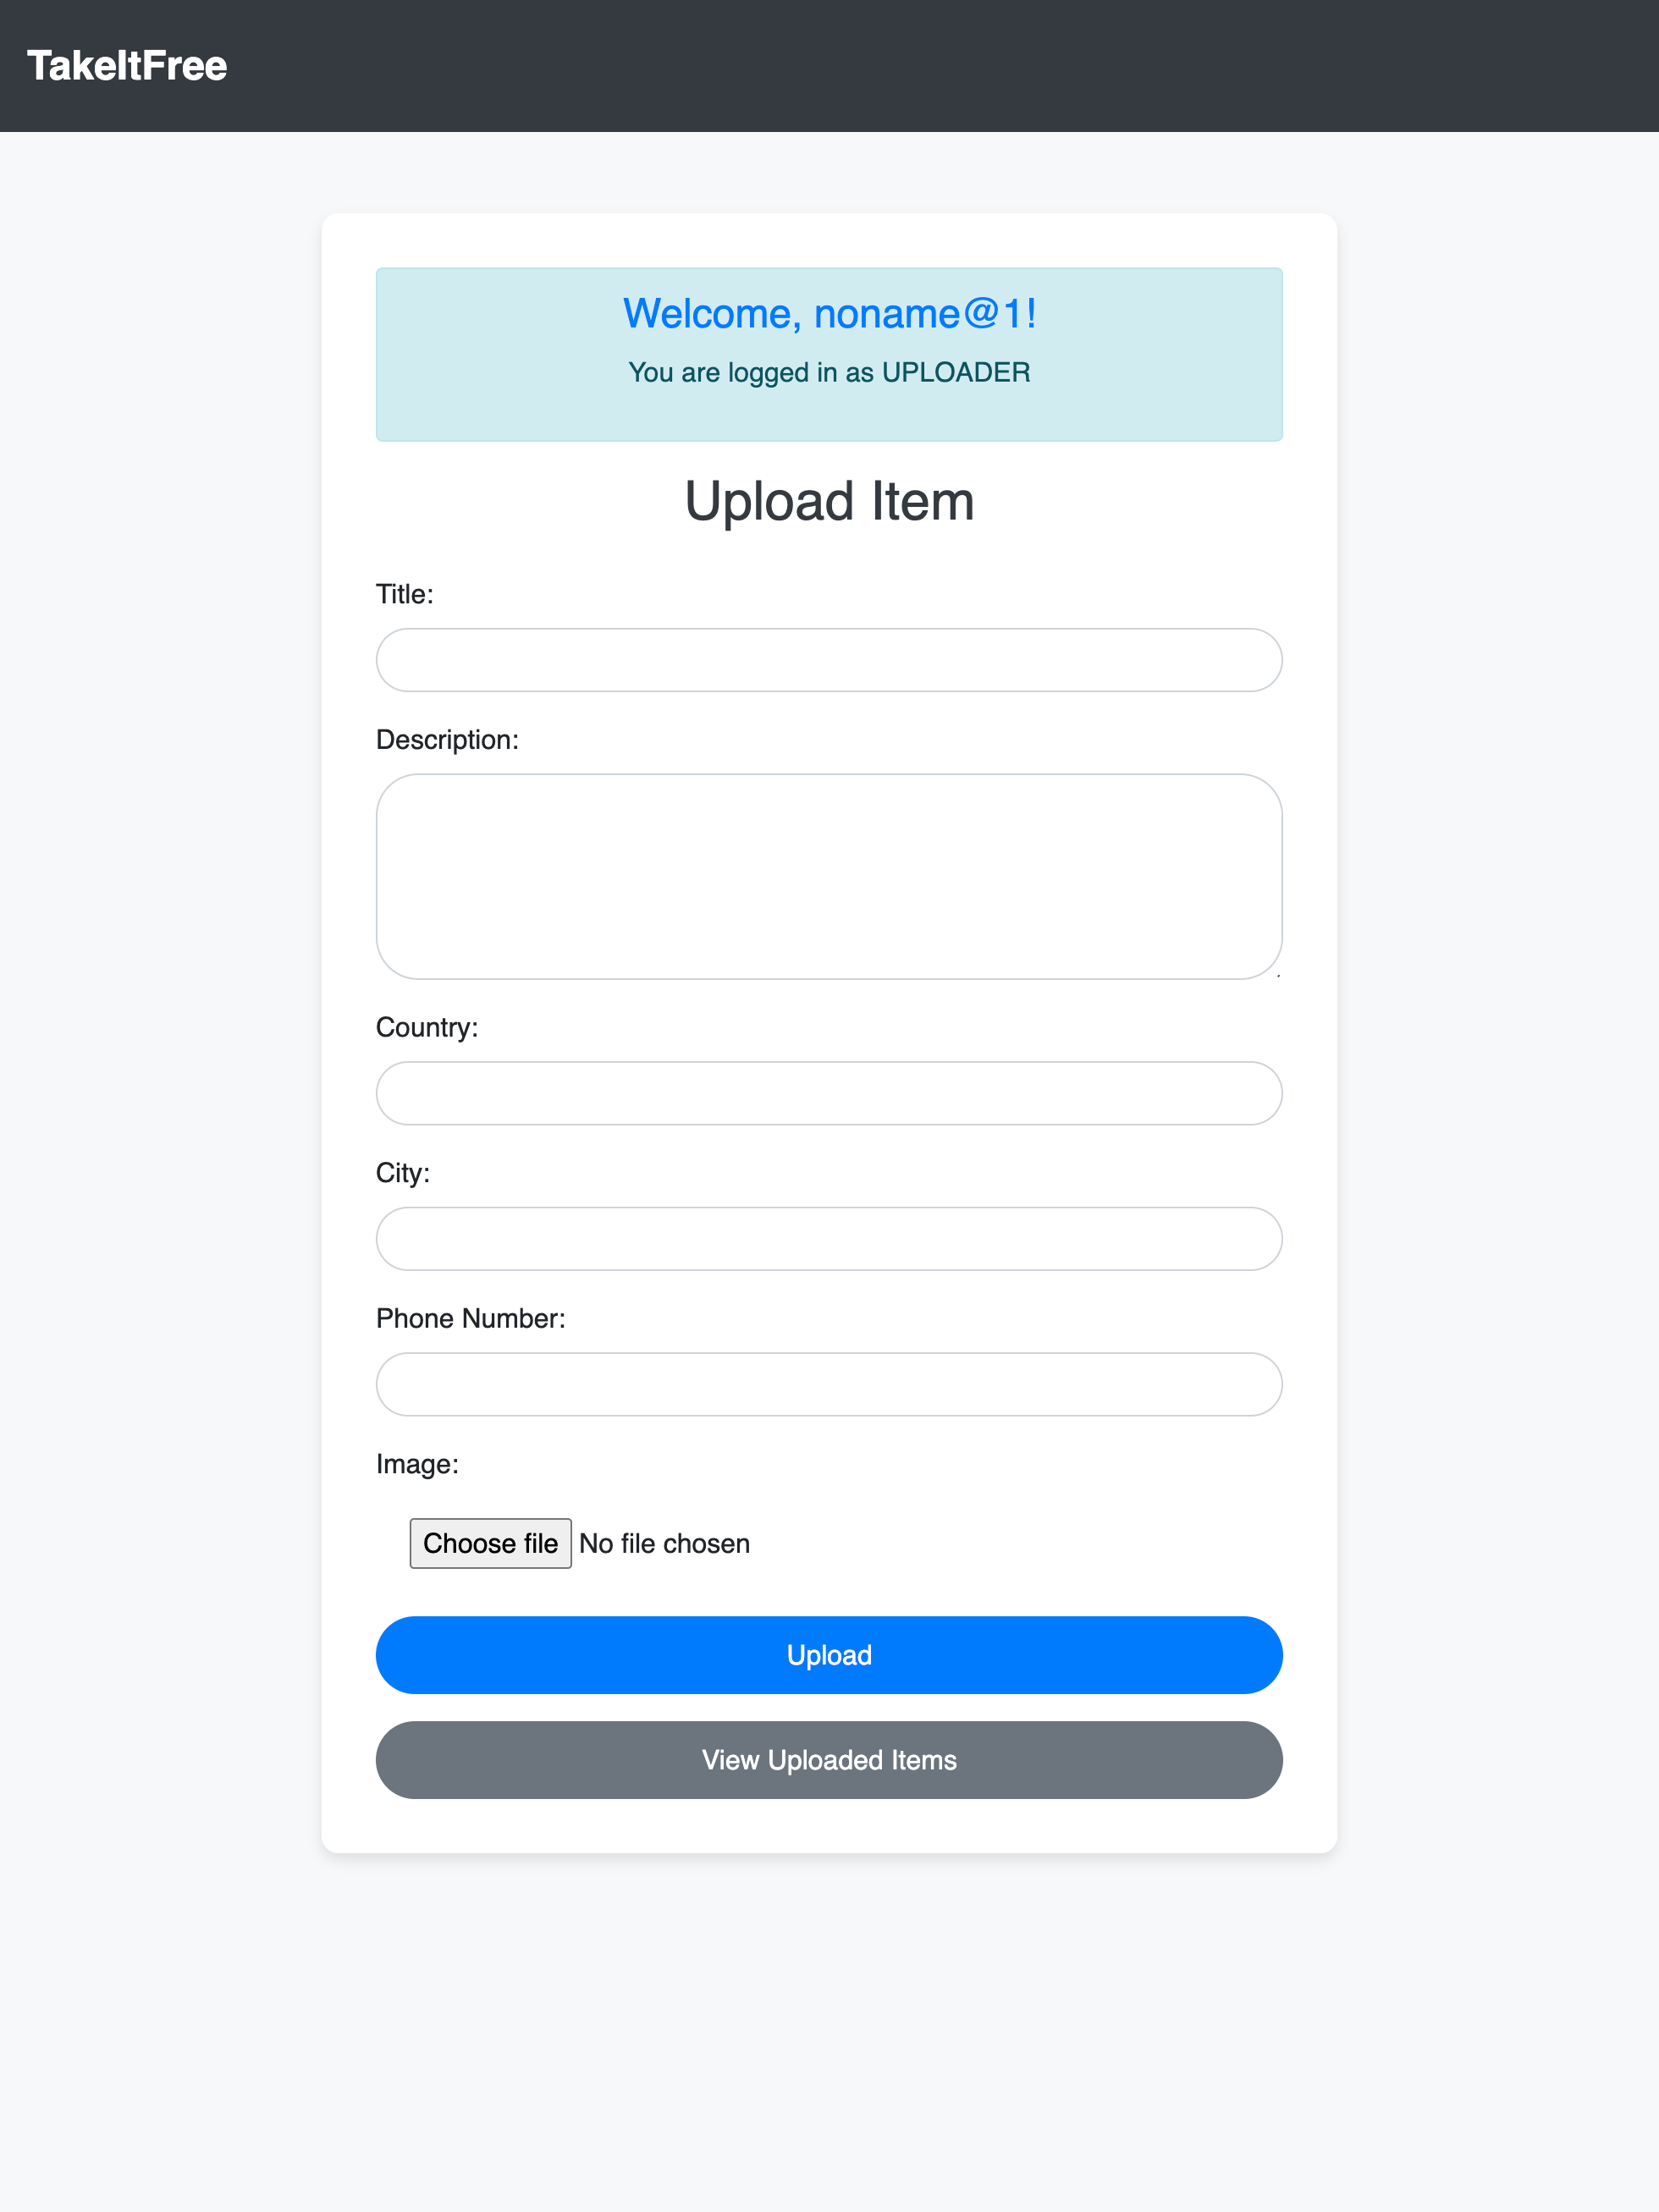 TakeItFree
Welcome, noname@1!
You are logged in as UPLOADER
Upload Item
Title:
Description:
Country:
City:
Phone Number:
Image:
Choose file No file chosen
Upload
View Uploaded Items